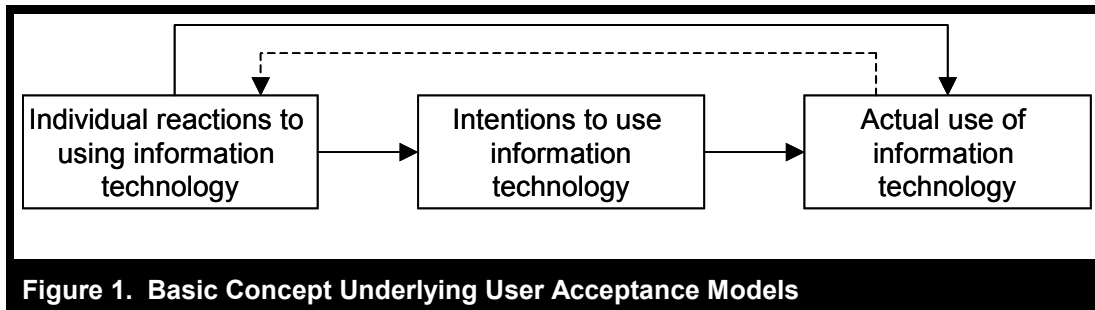 Individual reactions to
using information
technology
Intentions to use
information
technology
Actual use of
information
technology
Figure 1. Basic Concept Underlying User Acceptance Models